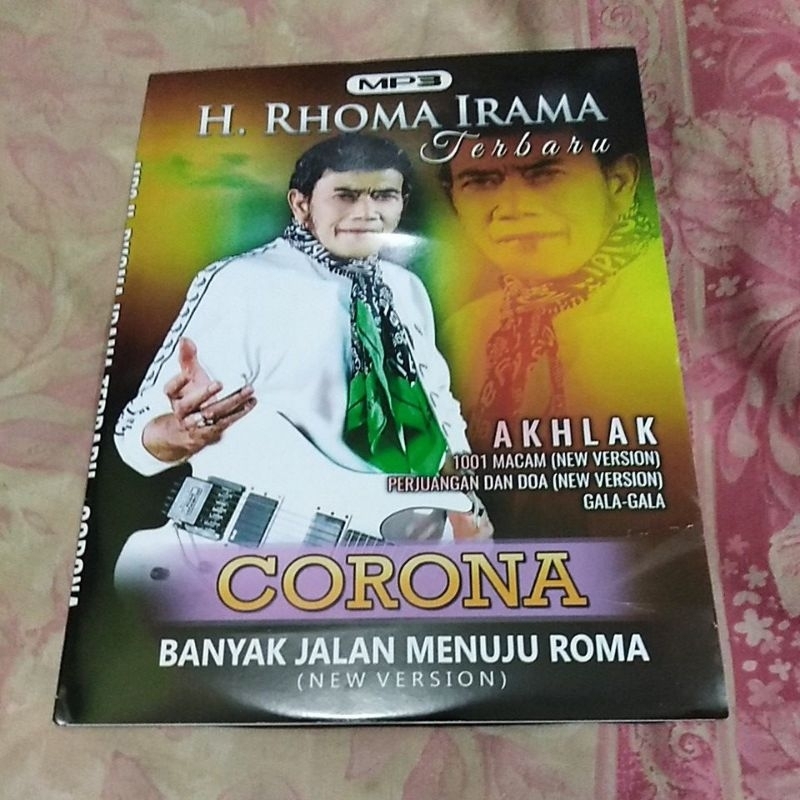 MP3
H. RHOMA IRAMA
Terbaru
AKHLAK
1001 MACAM (NEW VERSION)
PERJUANGAN DAN DOA (NEW VERSION)
GALA-GALA
CORONA
BANYAK JALAN MENUJU ROMA
(NEW VERSION)